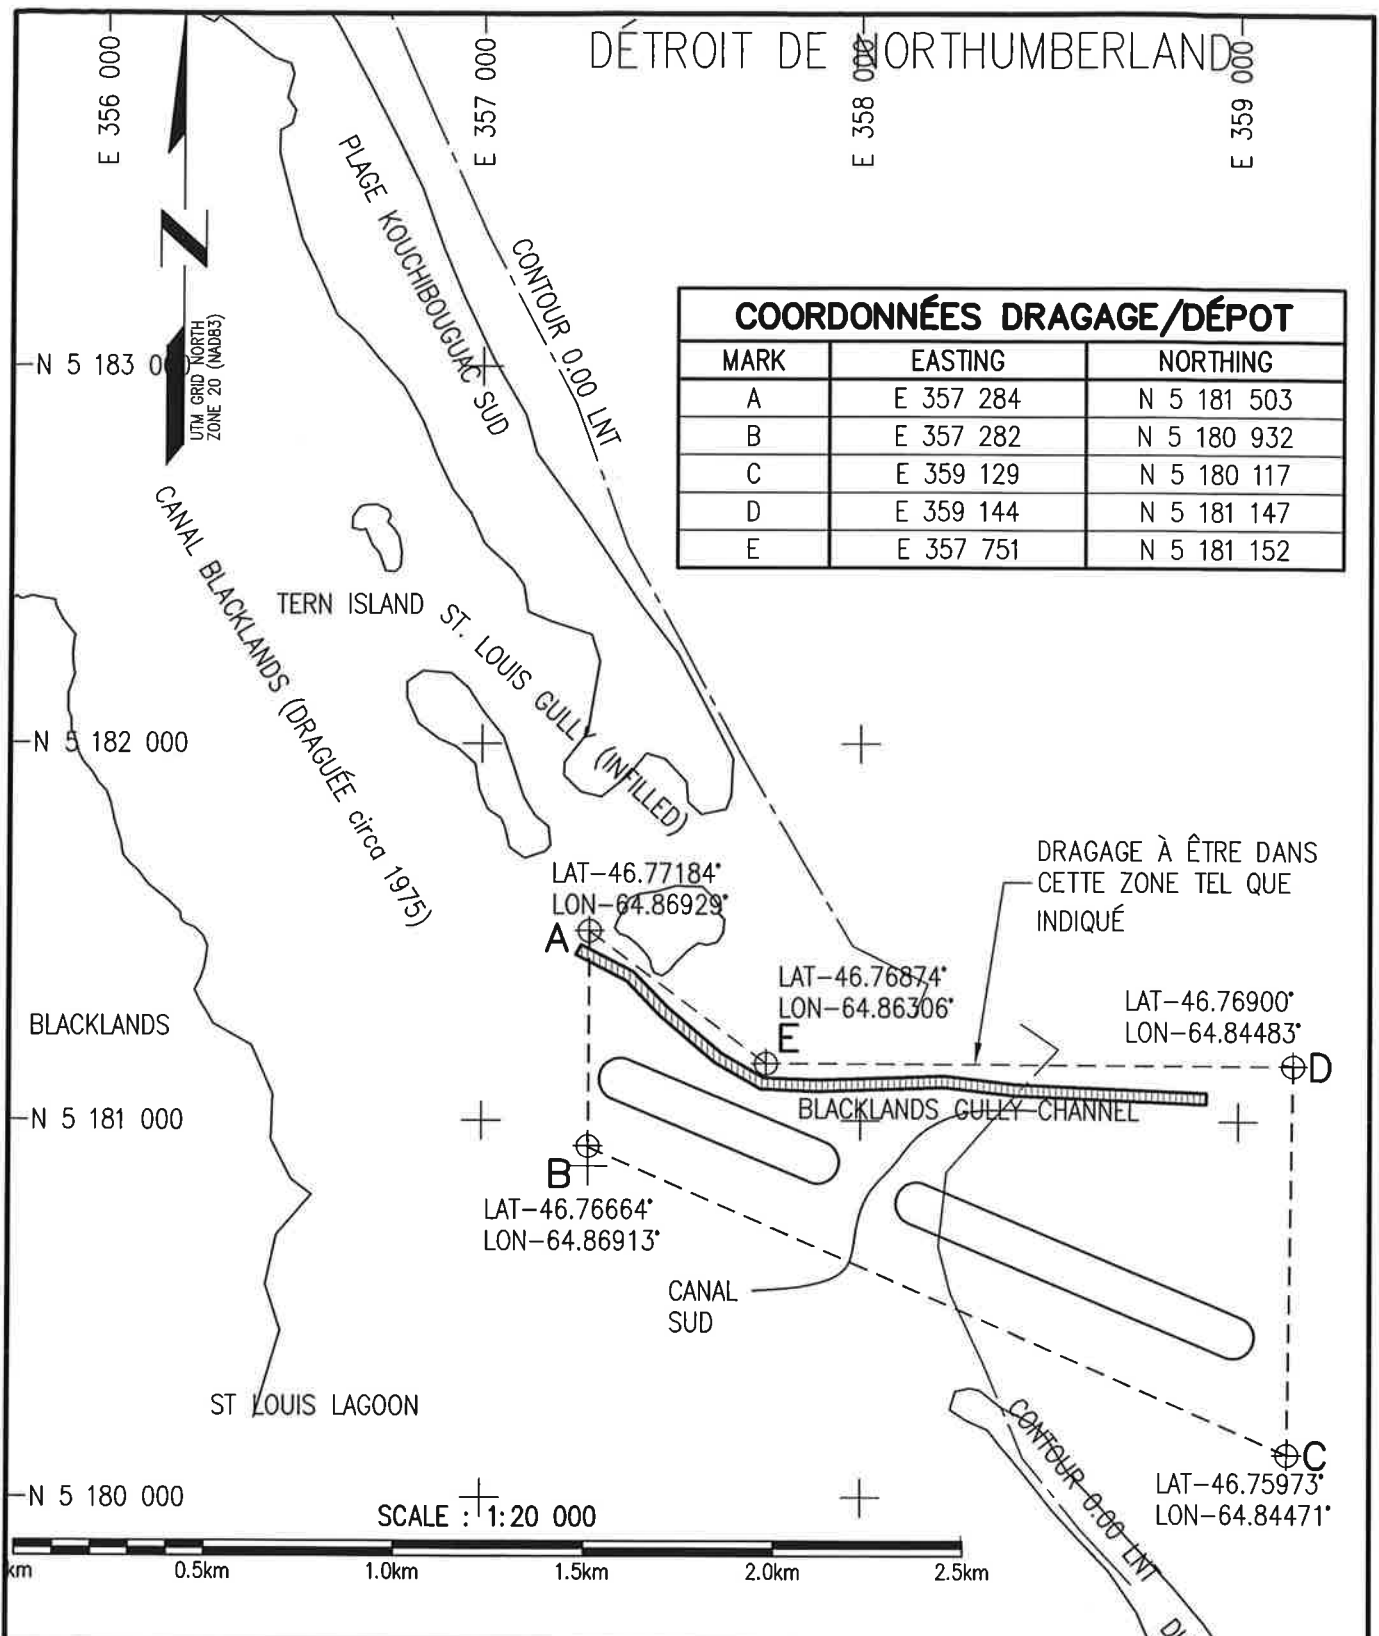 DÉTROIT DE NORTHUMBERLAND
E 356 000
E 357 000
E 358 000
E 359 000
PLAGE KOUCHIBOUGUAC SUD
CONTOUR 0.00 LNT
UTM GRID NORTH
ZONE 20 (NAD83)
N 5 183 000
COORDONNÉES DRAGAGE/DÉPOT
MARK EASTING NORTHING
A E 357 284 N 5 181 503
B E 357 282 N 5 180 932
C E 359 129 N 5 180 117
D E 359 144 N 5 181 147
E E 357 751 N 5 181 152
CANAL BLACKLANDS (DRAGUÉE circa 1975)
TERN ISLAND
ST. LOUIS GULLY (INFILLED)
N 5 182 000
DRAGAGE À ÊTRE DANS
CETTE ZONE TEL QUE
INDIQUÉ
LAT-46.77184°
LON-64.86929°
A
LAT-46.76874°
LON-64.86306°
E
LAT-46.76900°
LON-64.84483°
D
BLACKLANDS
N 5 181 000
BLACKLANDS GULLY CHANNEL
B
LAT-46.76664°
LON-64.86913°
CANAL
SUD
ST LOUIS LAGOON
CONTOUR 0.00 LNT
C
LAT-46.75973°
LON-64.84471°
N 5 180 000
SCALE : 1:20 000
km 0.5km 1.0km 1.5km 2.0km 2.5km